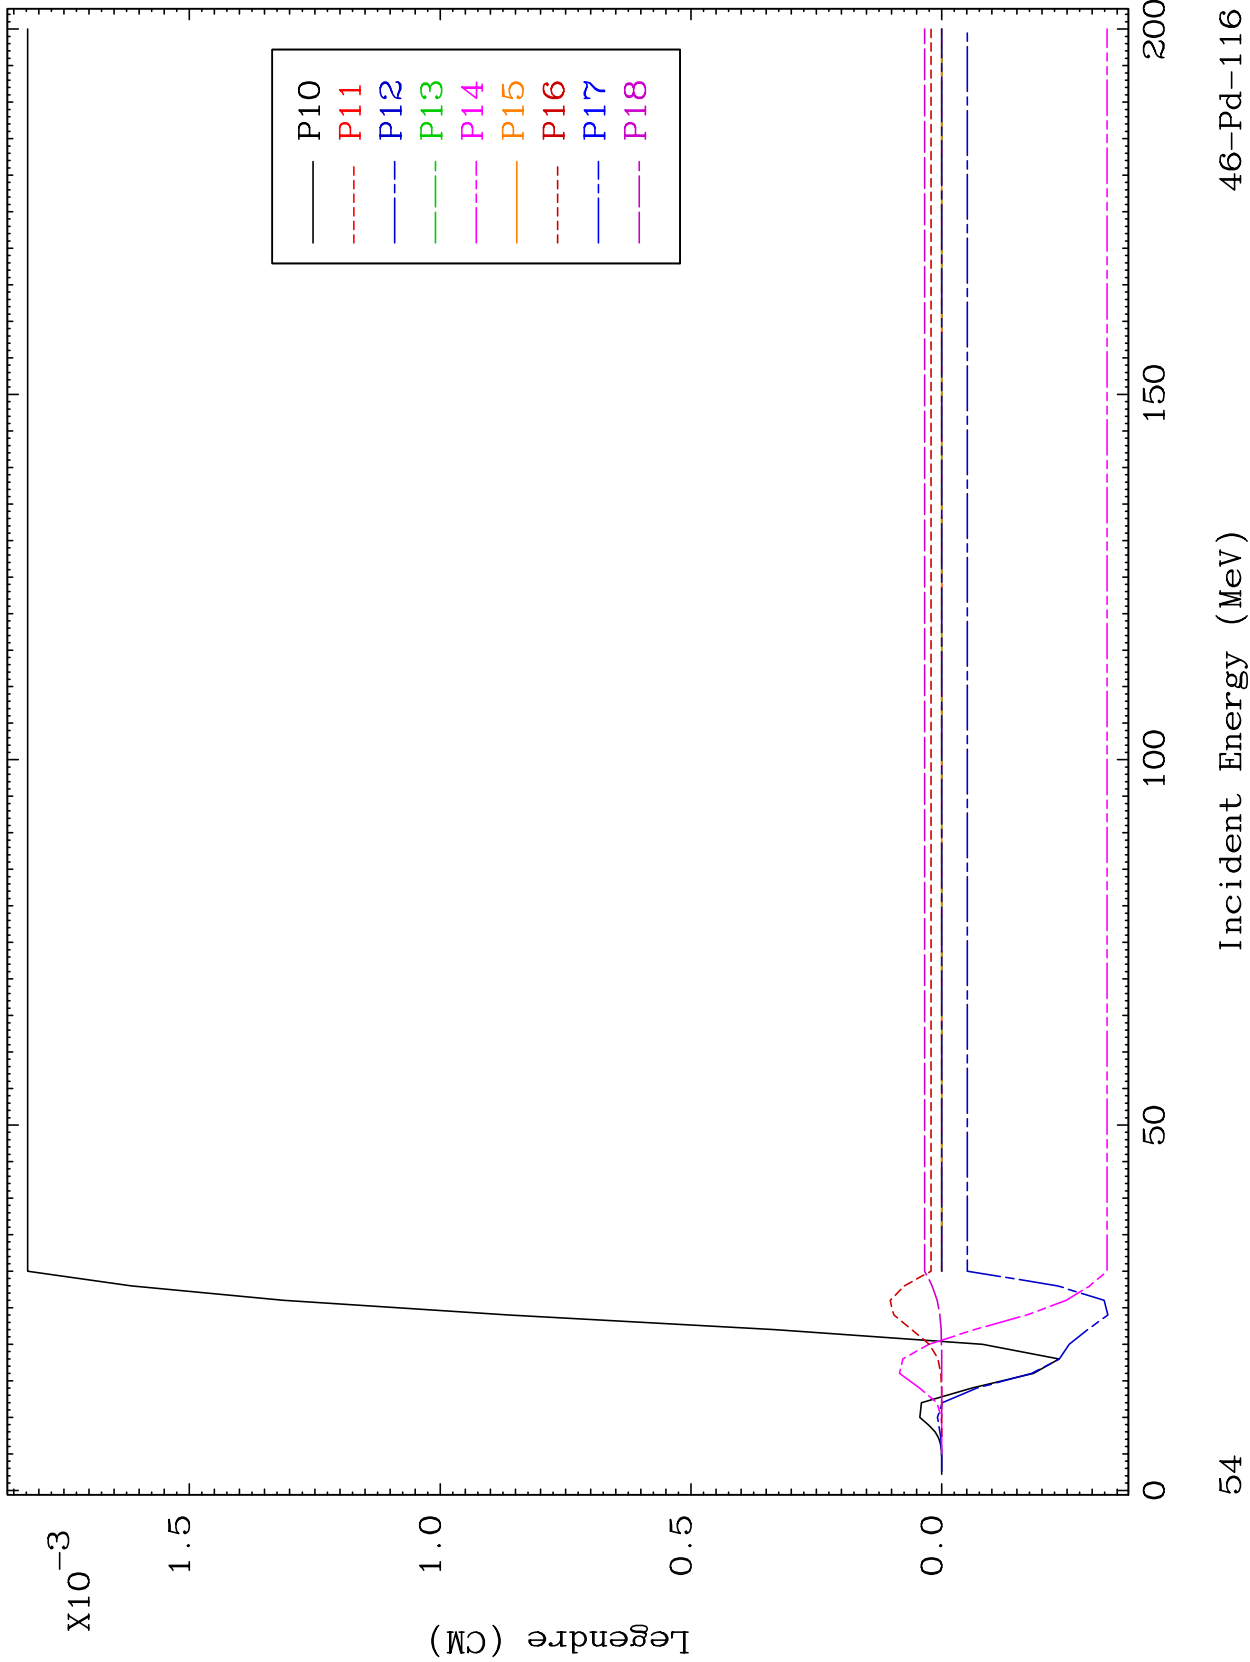 X10-3
1.5
1.0
0.5
0.0
Legendre (CM)
P10
P11
P12
P13
P14
P15
P16
P17
P18
0 50 100 150 200
Incident Energy (MeV)
54
46-Pd-116